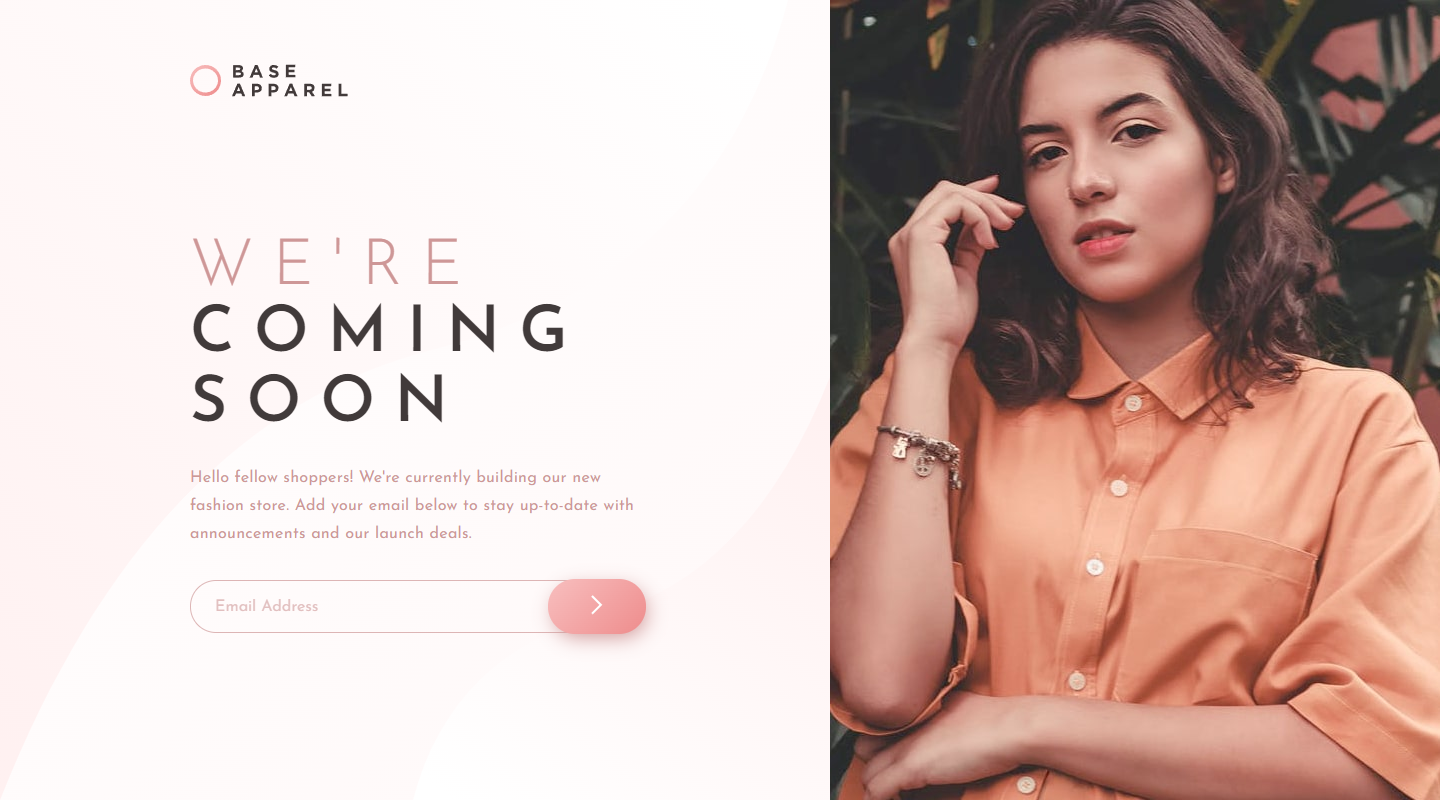 BASE
APPAREL
WE'RE
COMING
SOON
Hello fellow shoppers! We're currently building our new
fashion store. Add your email below to stay up-to-date with
announcements and our launch deals.
Email Address